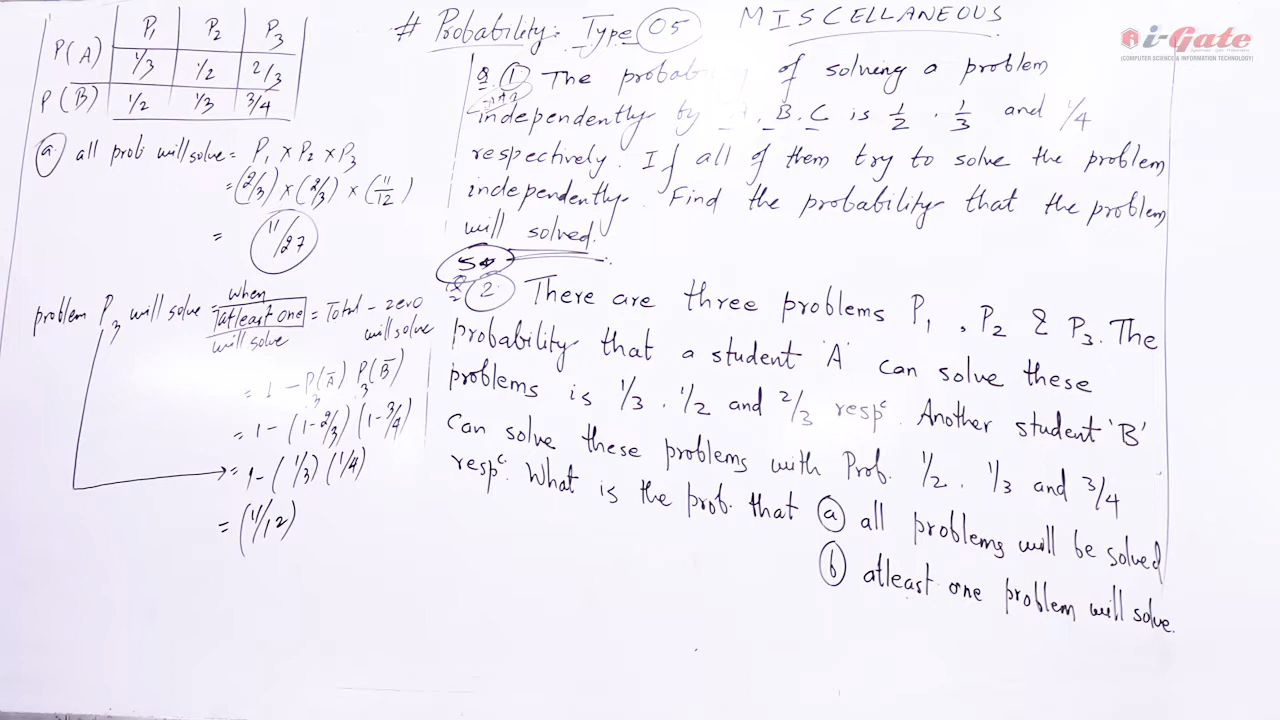 # Probability: Type 05 MISCELLANEOUS
i-Gate
(COMPUTER SCIENCE & INFORMATION TECHNOLOGY)
P1 P2 P3
P(A) 1/3 1/2 2/3
P(B) 1/2 1/3 3/4
(a) all prob will solve = P1 × P2 × P3
= (2/3) × (2/3) × (11/12)
= 11/27
problem P3 will solve = when atleast one will solve = Total - zero will solve
= 1 - P3(Ā) P3(B̄)
= 1 - (1 - 2/3) (1 - 3/4)
= 1 - (1/3) (1/4)
= (11/12)
Q (1) The of solving a problem
independently by A, B, C is 1/2 . 1/3 and 1/4
respectively. If all of them try to solve the problem
independently. Find the probability that the problem
will solved.
Q (2) There are three problems P1, P2 & P3. The
probability that a student 'A' can solve these
problems is 1/3 . 1/2 and 2/3 respc. Another student 'B'
Can solve these problems with Prob. 1/2 . 1/3 and 3/4
respc. What is the prob. that (a) all problems will be solved
(b) atleast one problem will solve.